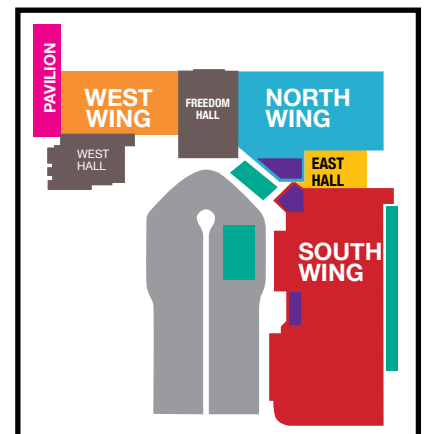 PAVILION
WEST
WING
FREEDOM
HALL
NORTH
WING
WEST
HALL
EAST
HALL
SOUTH
WING